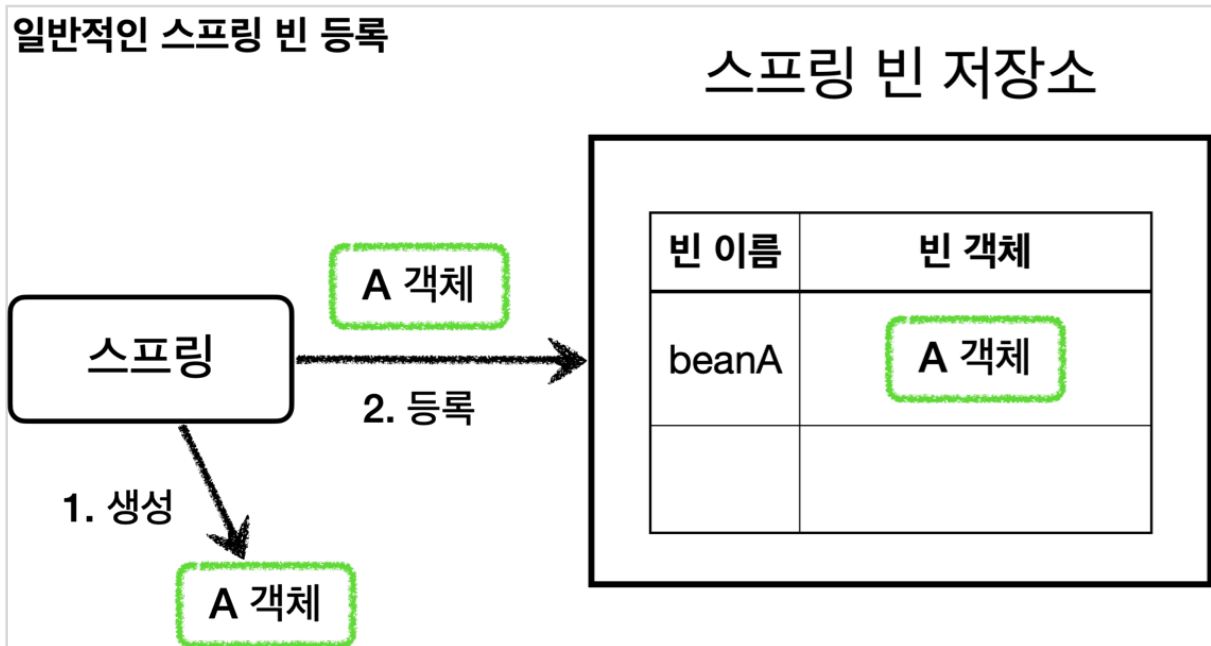 일반적인 스프링 빈 등록
스프링 빈 저장소
빈 이름
빈 객체
A 객체
스프링
beanA
A 객체
2. 등록
1. 생성
A 객체